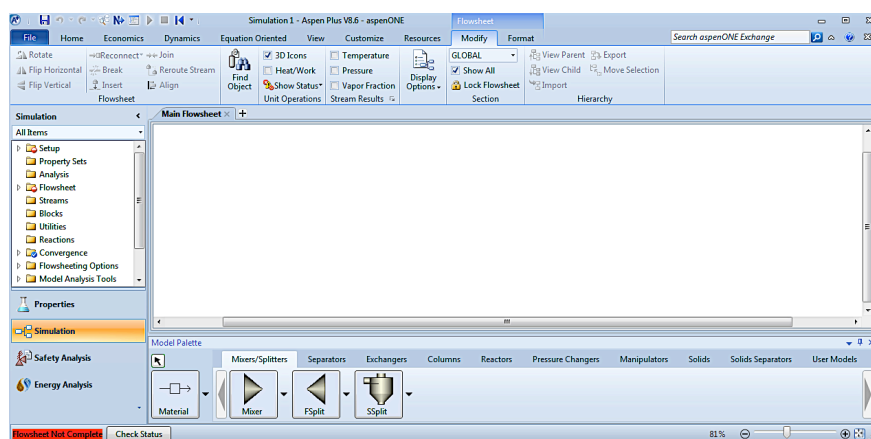 Simulation 1 - Aspen Plus V8.6 - aspenONE
Flowsheet
File Home Economics Dynamics Equation Oriented View Customize Resources Modify Format
Search aspenONE Exchange
Rotate
Flip Horizontal
Flip Vertical
Reconnect
Break
Insert
Join
Reroute Stream
Align
Flowsheet
Find
Object
3D Icons
Heat/Work
Show Status
Unit Operations
Temperature
Pressure
Vapor Fraction
Stream Results
Display
Options
GLOBAL
Show All
Lock Flowsheet
Section
View Parent
View Child
Import
Export
Move Selection
Hierarchy
Simulation
All Items
Setup
Property Sets
Analysis
Flowsheet
Streams
Blocks
Utilities
Reactions
Convergence
Flowsheeting Options
Model Analysis Tools
Properties
Simulation
Safety Analysis
Energy Analysis
Main Flowsheet
Model Palette
Mixers/Splitters Separators Exchangers Columns Reactors Pressure Changers Manipulators Solids Solids Separators User Models
Material
Mixer
FSplit
SSplit
Flowsheet Not Complete
Check Status
81%